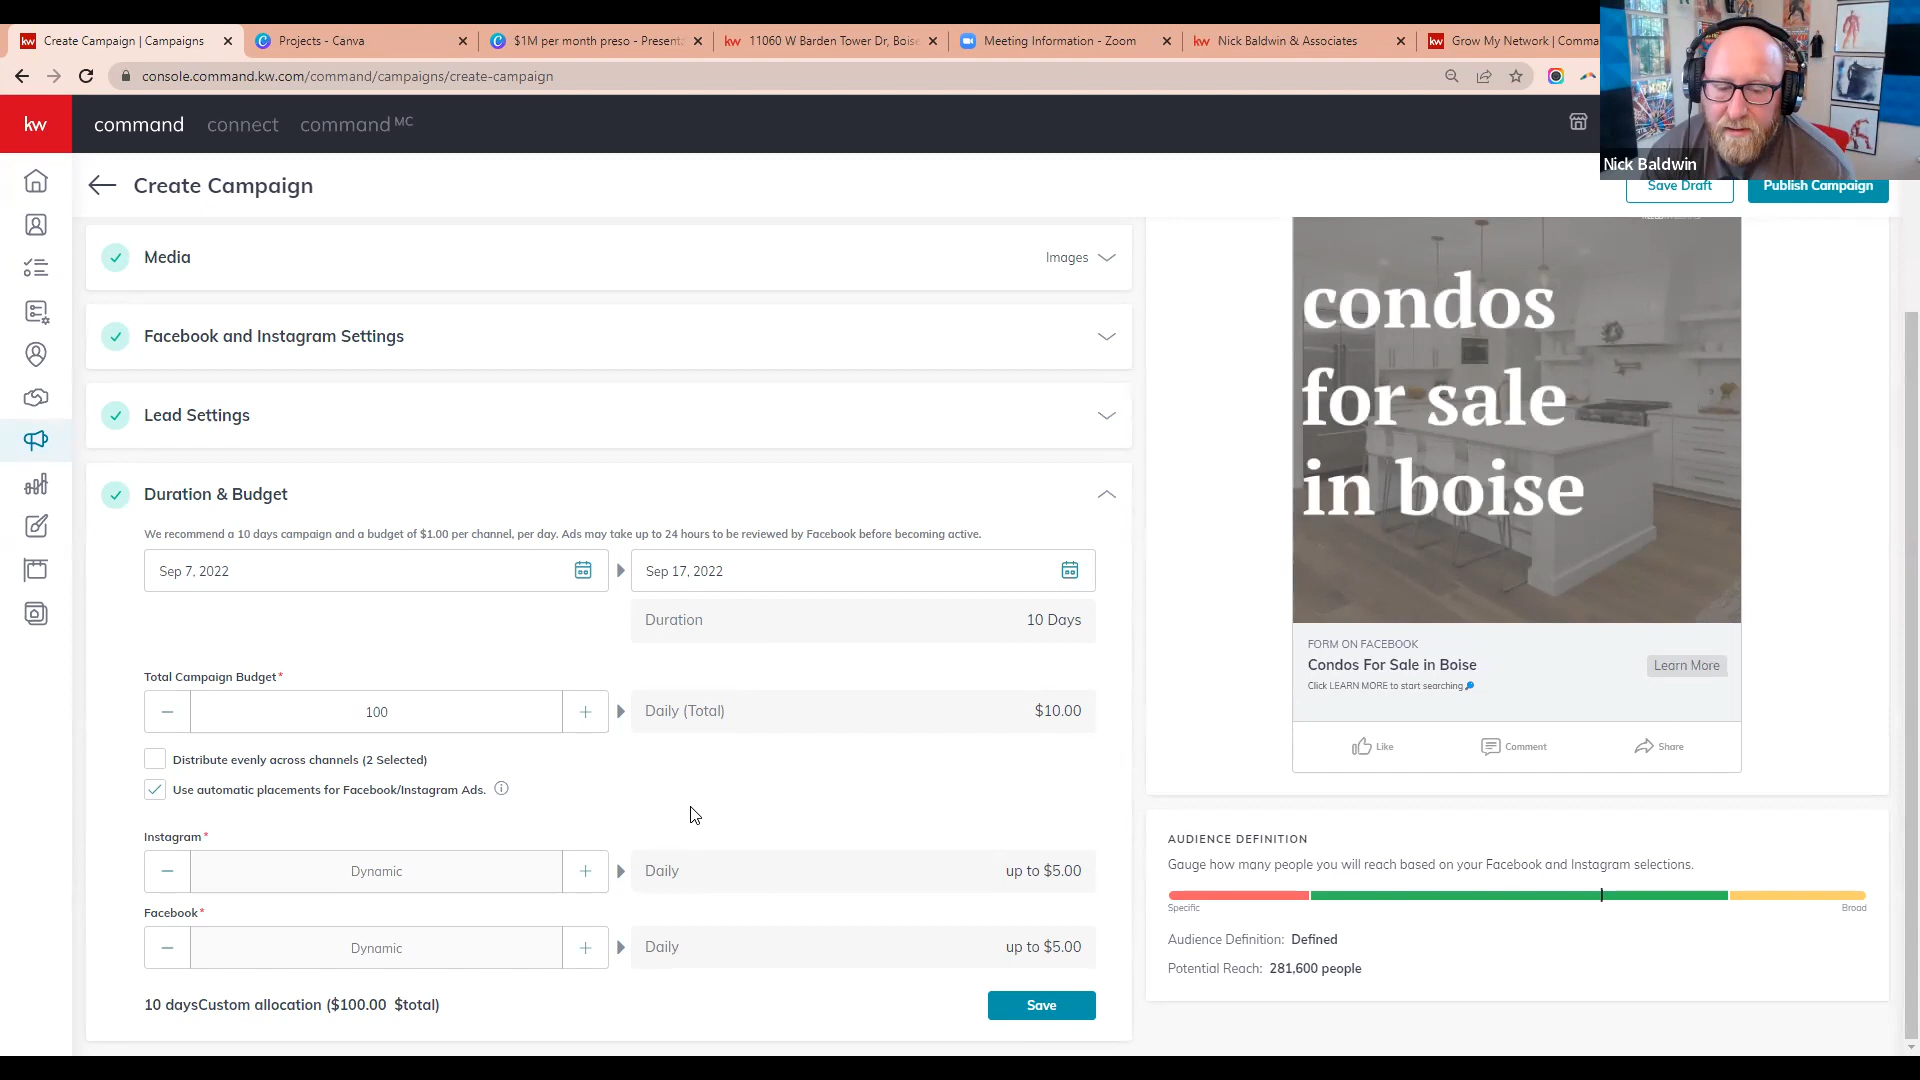 Create Campaign | Campaigns
Projects - Canva
$1M per month preso - Present
11060 W Barden Tower Dr, Bois
Meeting Information - Zoom
Nick Baldwin & Associates
Grow My Network | Comma
console.command.kw.com/command/campaigns/create-campaign
kw
command
connect
command MC
Nick Baldwin
Create Campaign
Save Draft
Publish Campaign
Media
Images
Facebook and Instagram Settings
Lead Settings
Duration & Budget
We recommend a 10 days campaign and a budget of $1.00 per channel, per day. Ads may take up to 24 hours to be reviewed by Facebook before becoming active.
Sep 7, 2022
Sep 17, 2022
Duration
10 Days
Total Campaign Budget*
100
Daily (Total)
$10.00
Distribute evenly across channels (2 Selected)
Use automatic placements for Facebook/Instagram Ads.
Instagram*
Dynamic
Daily
up to $5.00
Facebook*
Dynamic
Daily
up to $5.00
10 daysCustom allocation ($100.00 $total)
Save
condos
for sale
in boise
FORM ON FACEBOOK
Condos For Sale in Boise
Click LEARN MORE to start searching
Learn More
Like
Comment
Share
AUDIENCE DEFINITION
Gauge how many people you will reach based on your Facebook and Instagram selections.
Specific
Broad
Audience Definition: Defined
Potential Reach: 281,600 people